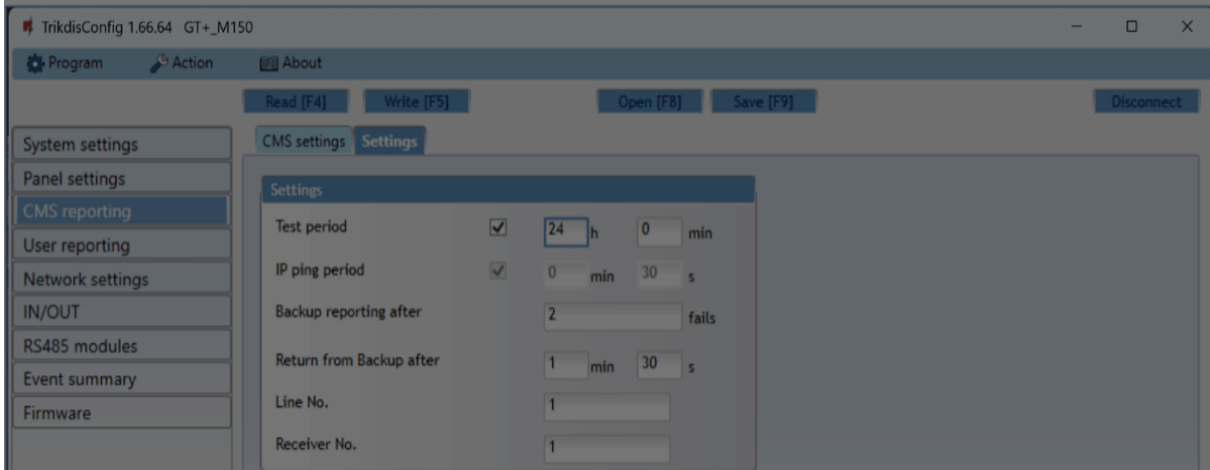 TrikdisConfig 1.66.64 GT+_M150
Program Action About
Read [F4] Write [F5] Open [F8] Save [F9] Disconnect
System settings
Panel settings
CMS reporting
User reporting
Network settings
IN/OUT
RS485 modules
Event summary
Firmware
CMS settings Settings
Settings
Test period 24 h 0 min
IP ping period 0 min 30 s
Backup reporting after 2 fails
Return from Backup after 1 min 30 s
Line No. 1
Receiver No. 1